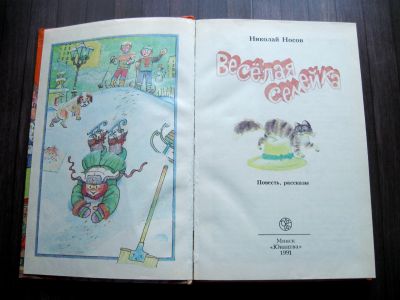 Николай Носов
Весёлая
семейка
Повесть, рассказы
Минск
«Юнацтва»
1991